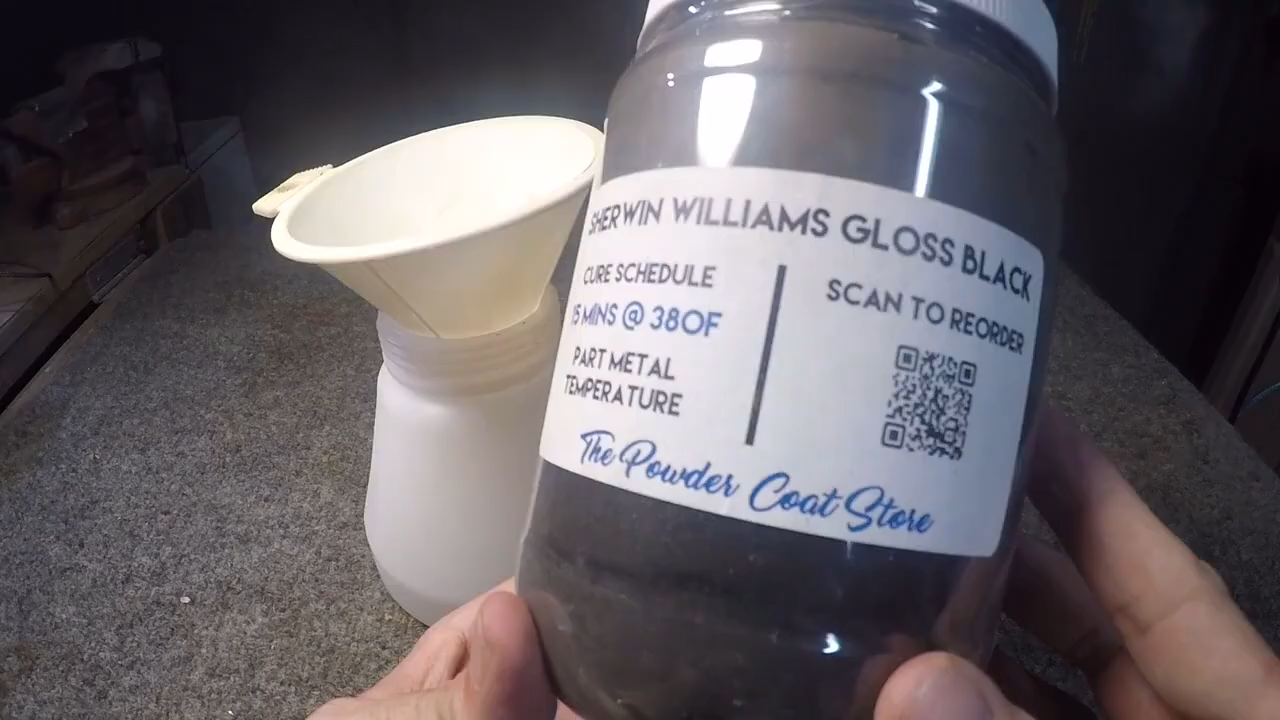 SHERWIN WILLIAMS GLOSS BLACK
CURE SCHEDULE
15 MINS @ 380F
PART METAL
TEMPERATURE
SCAN TO REORDER
The Powder Coat Store